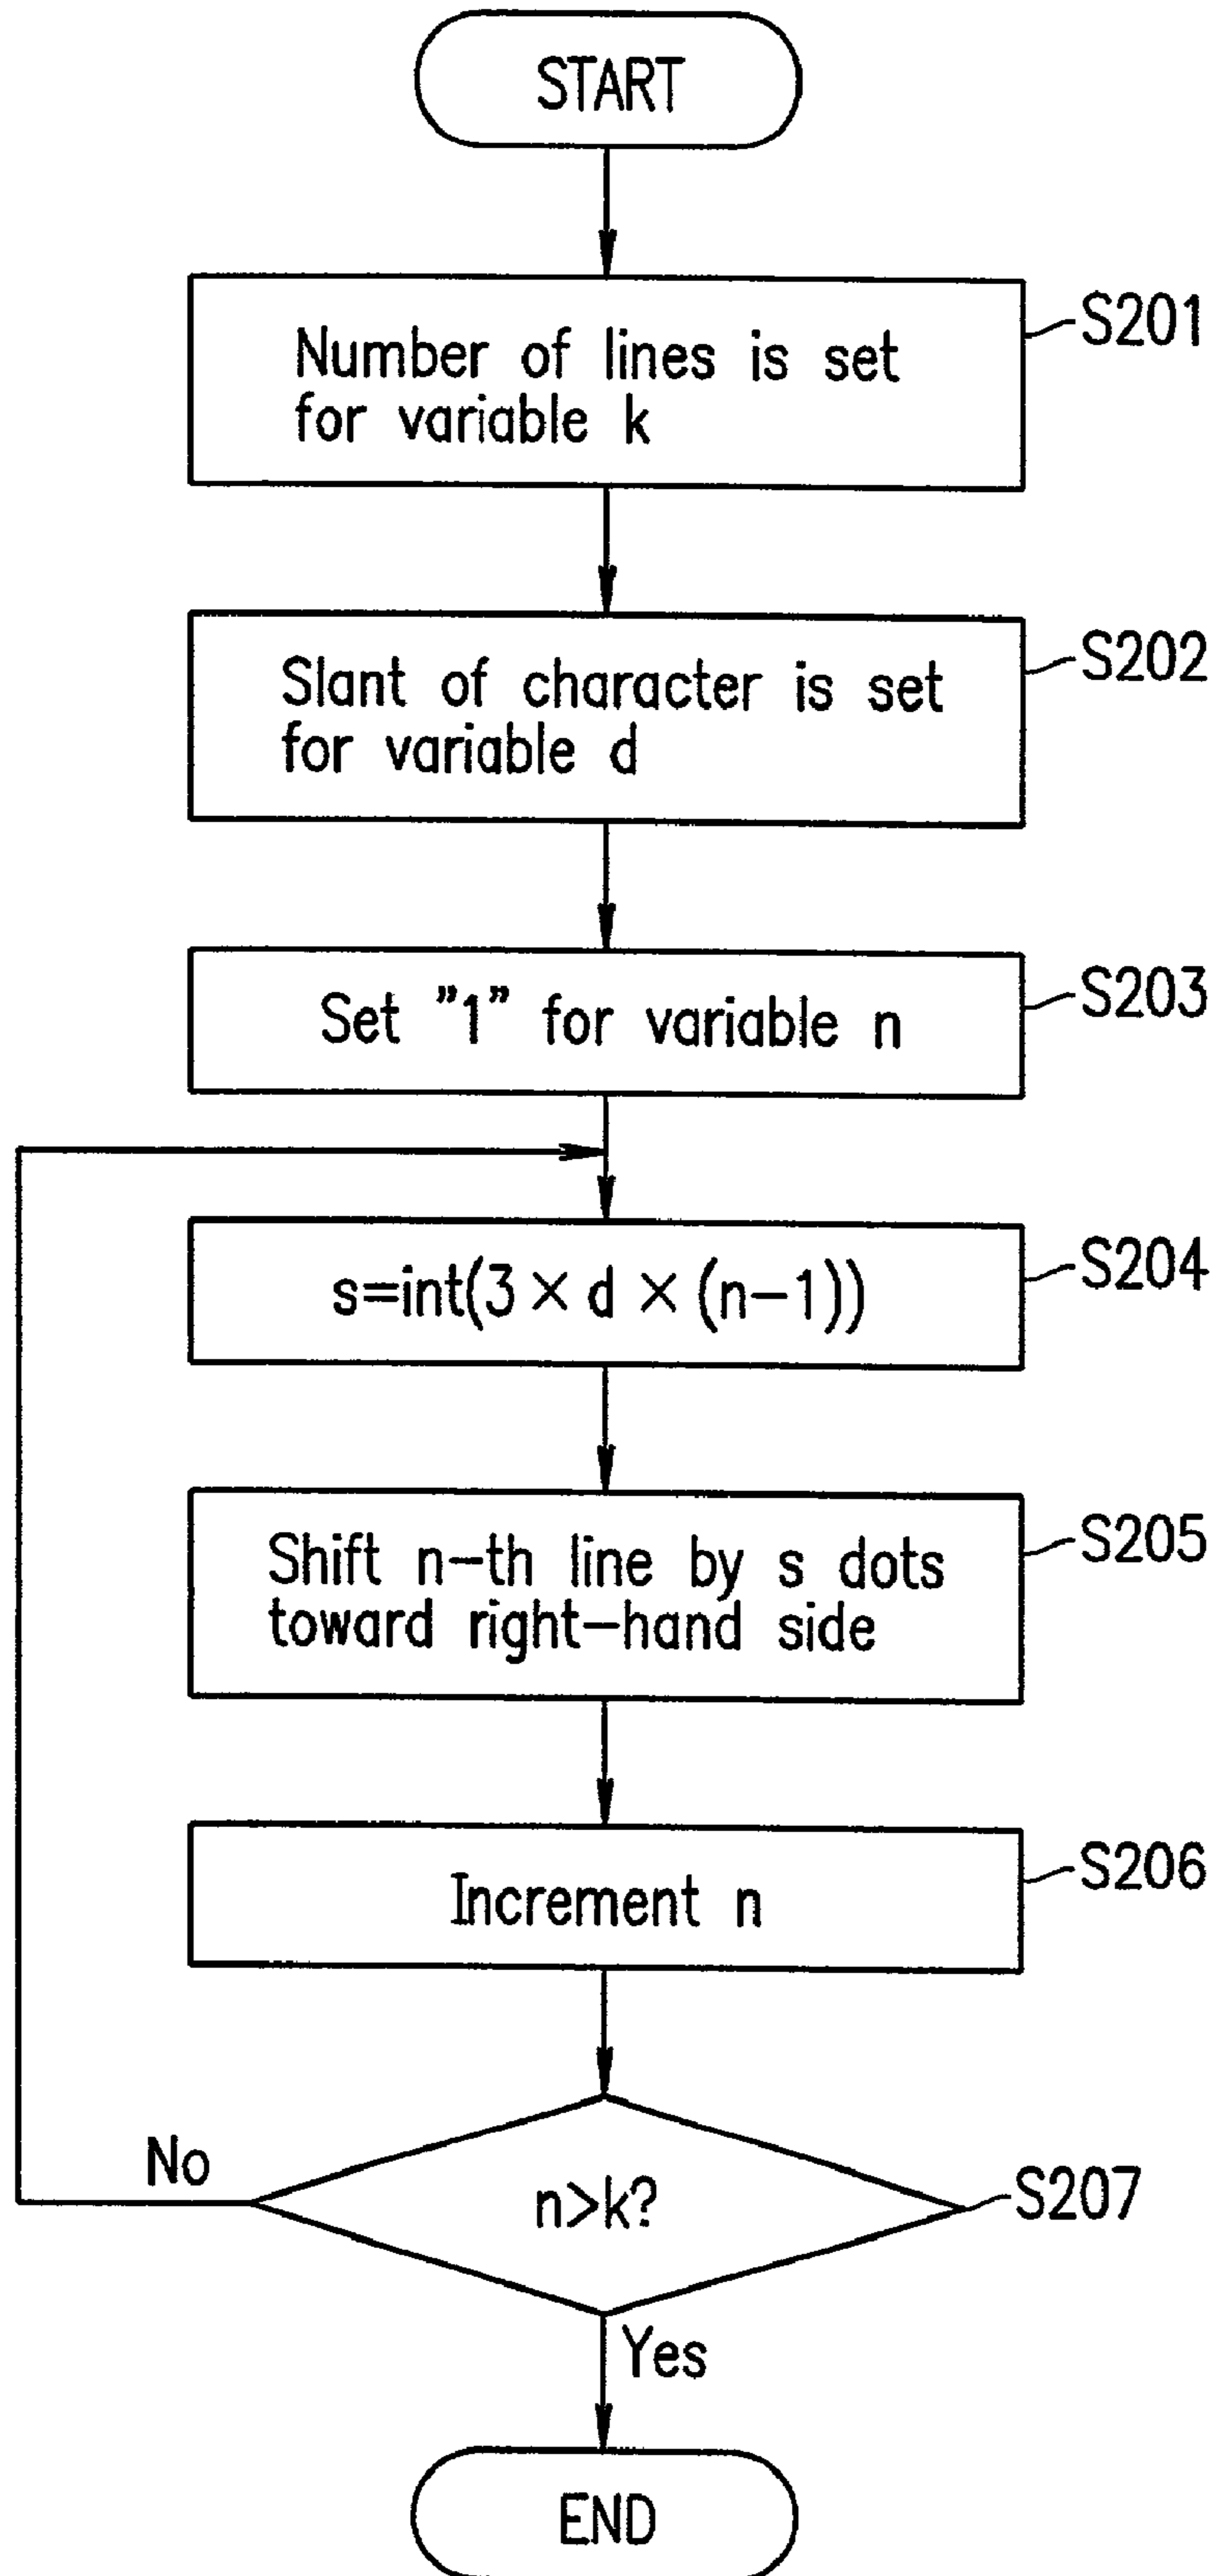 START
S201
Number of lines is set
for variable k
S202
Slant of character is set
for variable d
S203
Set "1" for variable n
S204
s=int(3×d×(n-1))
S205
Shift n-th line by s dots
toward right-hand side
S206
Increment n
No
n>k?
S207
Yes
END